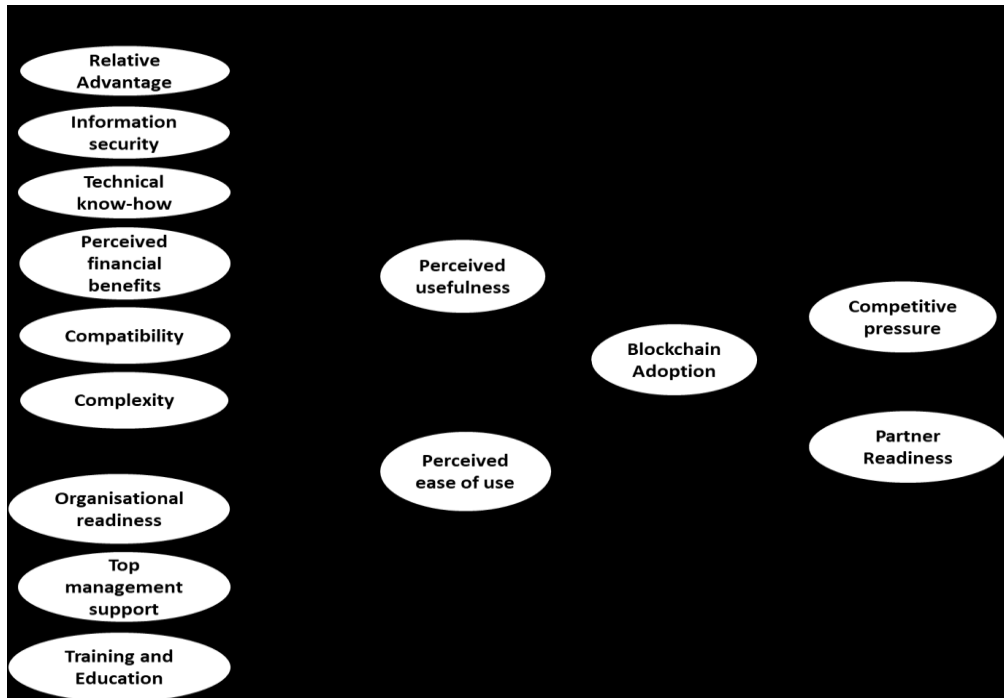 Relative
Advantage
Information
security
Technical
know-how
Perceived
financial
benefits
Compatibility
Complexity
Organisational
readiness
Top
management
support
Training and
Education
Perceived
usefulness
Perceived
ease of use
Blockchain
Adoption
Competitive
pressure
Partner
Readiness